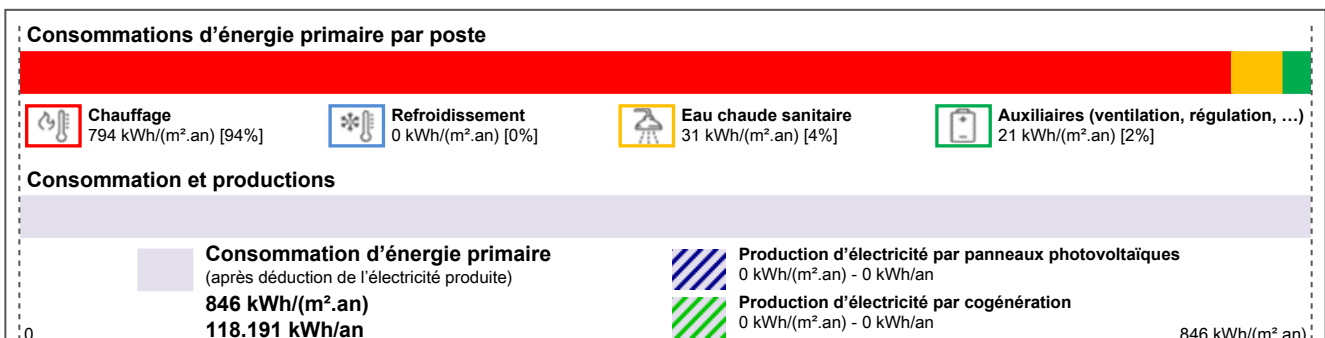 Consommations d’énergie primaire par poste
Chauffage
794 kWh/(m².an) [94%]
Refroidissement
0 kWh/(m².an) [0%]
Eau chaude sanitaire
31 kWh/(m².an) [4%]
Auxiliaires (ventilation, régulation, …)
21 kWh/(m².an) [2%]
Consommation et productions
Consommation d’énergie primaire
(après déduction de l’électricité produite)
846 kWh/(m².an)
118.191 kWh/an
Production d’électricité par panneaux photovoltaïques
0 kWh/(m².an) - 0 kWh/an
Production d’électricité par cogénération
0 kWh/(m².an) - 0 kWh/an
0
846 kWh/(m².an)